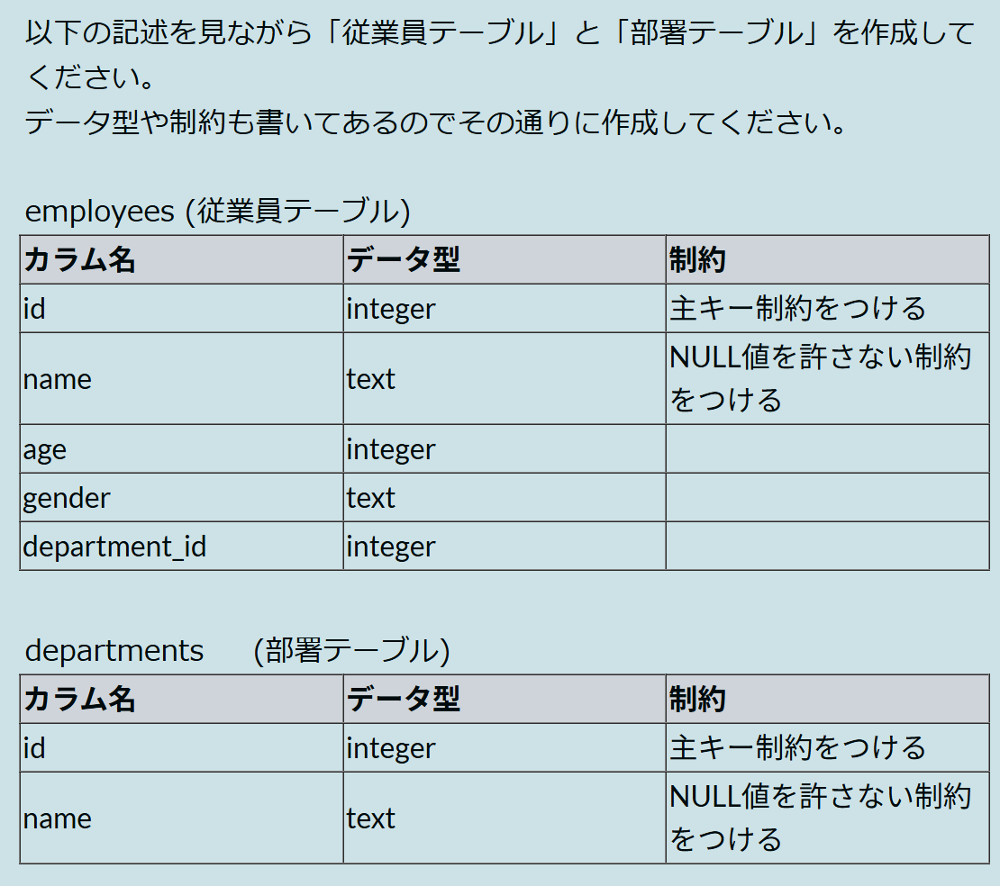 以下の記述を見ながら「従業員テーブル」と「部署テーブル」を作成して
ください。
データ型や制約も書いてあるのでその通りに作成してください。
employees (従業員テーブル)
カラム名 データ型 制約
id integer 主キー制約をつける
name text NULL値を許さない制約
をつける
age integer
gender text
department_id integer
departments (部署テーブル)
カラム名 データ型 制約
id integer 主キー制約をつける
name text NULL値を許さない制約
をつける